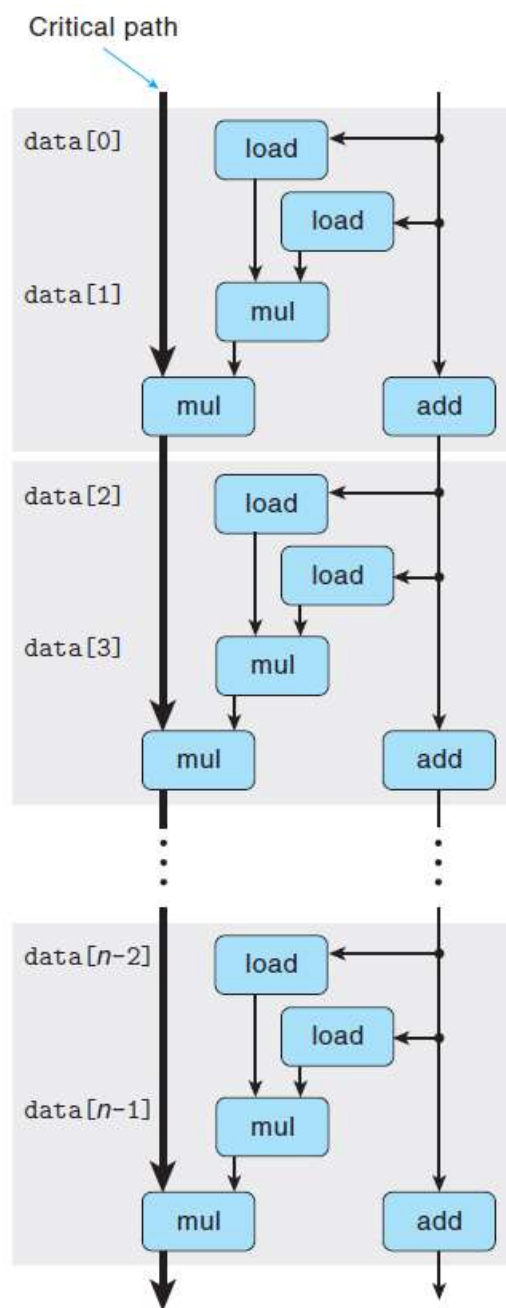 Critical path
data[0]
load
load
data[1]
mul
mul
add
data[2]
load
load
data[3]
mul
mul
add
data[n-2]
load
load
data[n-1]
mul
mul
add